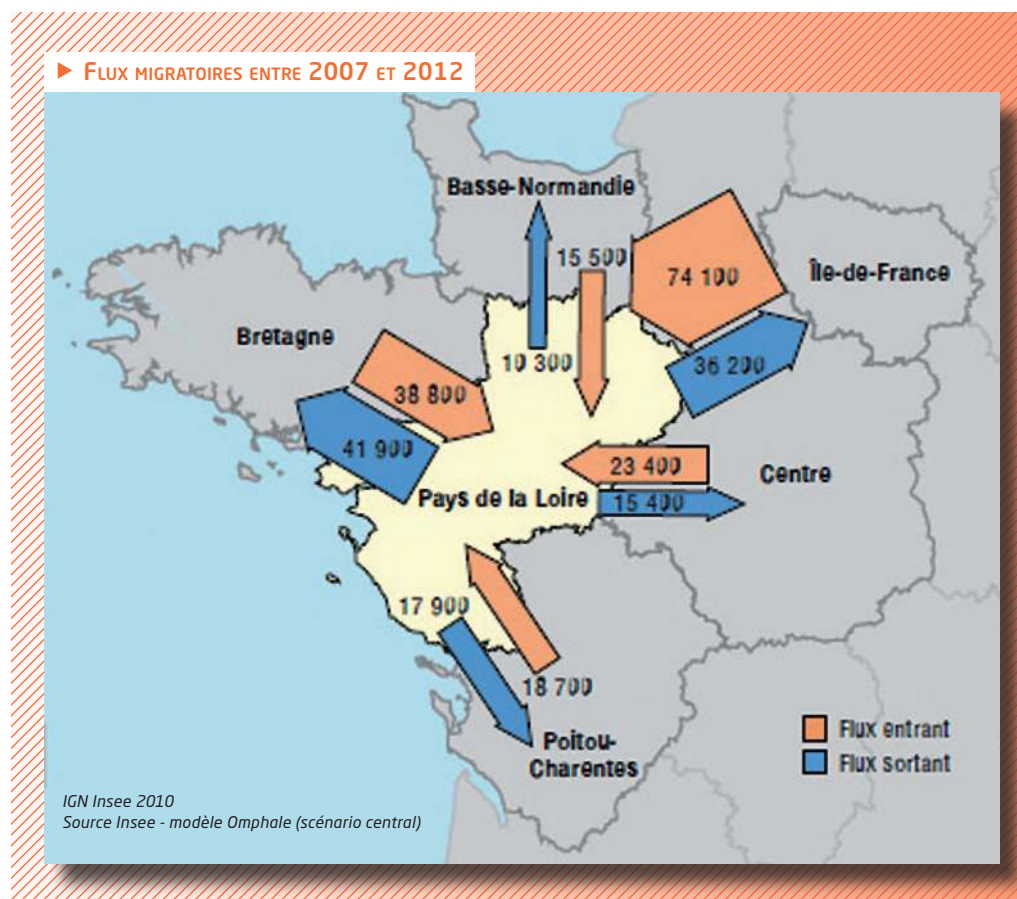 ► FLUX MIGRATOIRES ENTRE 2007 ET 2012
Basse-Normandie
15 500
74 100
Île-de-France
Bretagne
10 300
36 200
38 800
41 900
23 400
Centre
Pays de la Loire
15 400
17 900
18 700
Poitou-
Charentes
Flux entrant
Flux sortant
IGN Insee 2010
Source Insee - modèle Omphale (scénario central)